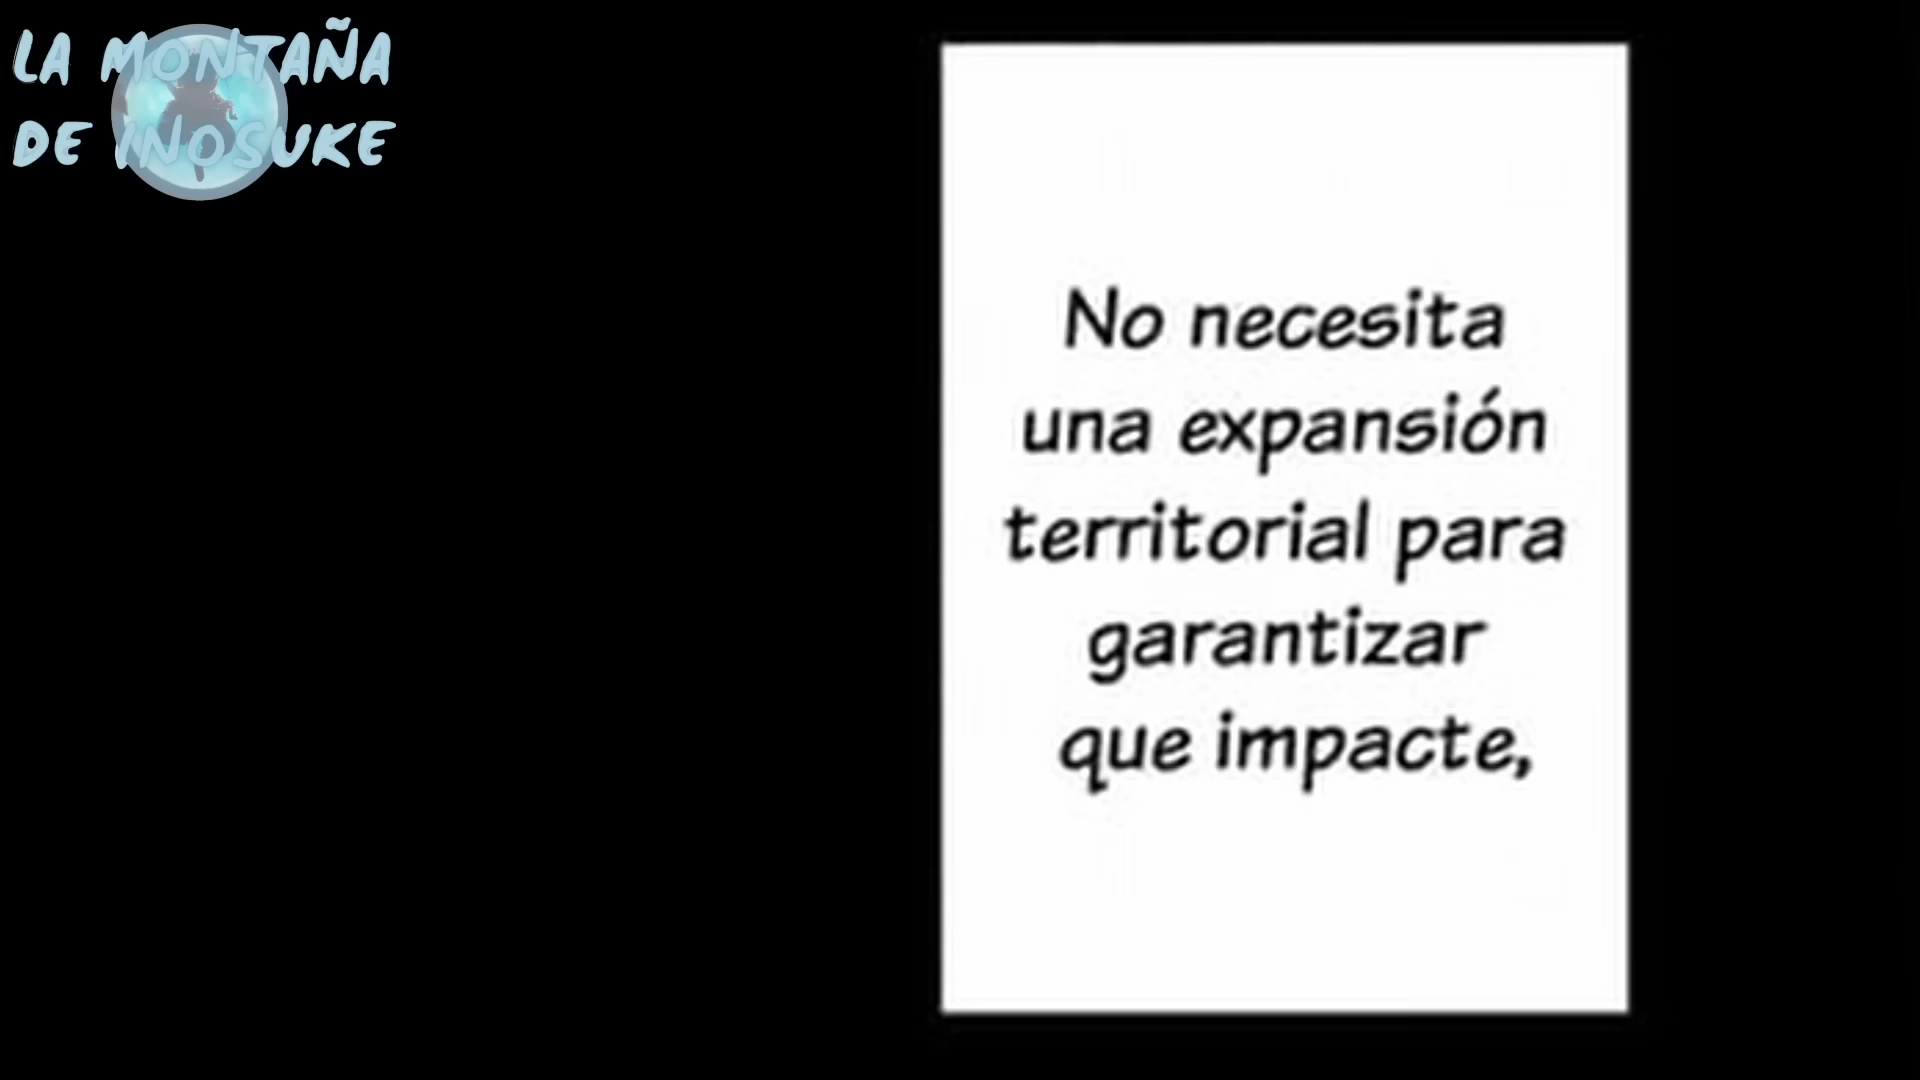 LA MONTAÑA
DE INOSUKE
No necesita
una expansión
territorial para
garantizar
que impacte,